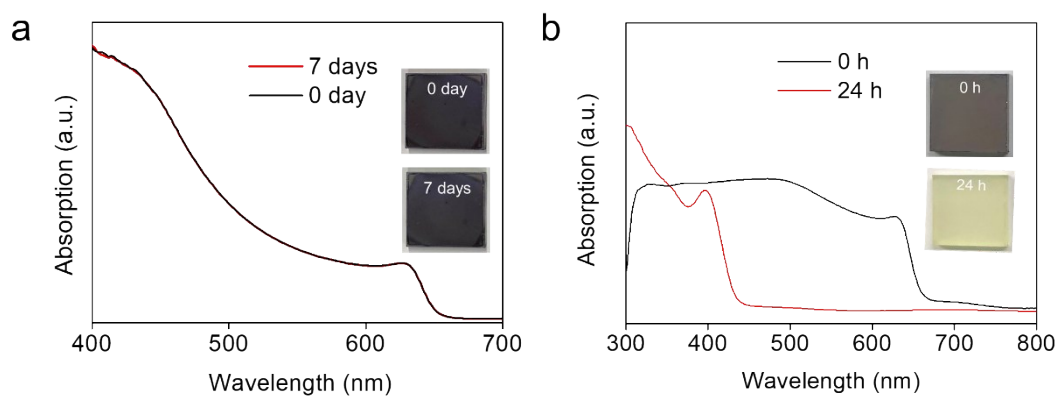 a
7 days
0 day
0 day
7 days
Absorption (a.u.)
400 500 600 700
Wavelength (nm)
b
0 h
24 h
0 h
24 h
Absorption (a.u.)
300 400 500 600 700 800
Wavelength (nm)